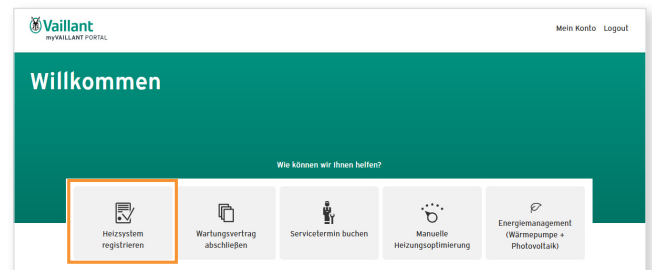 Vaillant
myVAILLANT PORTAL
Mein Konto Logout
Willkommen
Wie können wir Ihnen helfen?
Heizsystem
registrieren
Wartungsvertrag
abschließen
Servicetermin buchen
Manuelle
Heizungsoptimierung
Energiemanagement
(Wärmepumpe +
Photovoltaik)